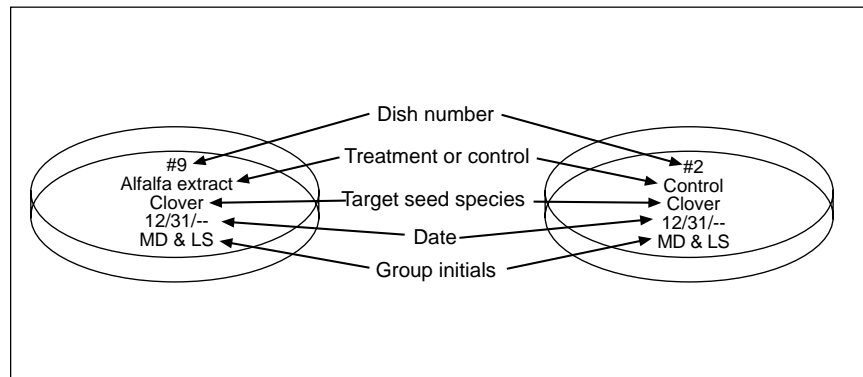 Dish number
Treatment or control
Target seed species
Date
Group initials
#9
Alfalfa extract
Clover
12/31/--
MD & LS
#2
Control
Clover
12/31/--
MD & LS